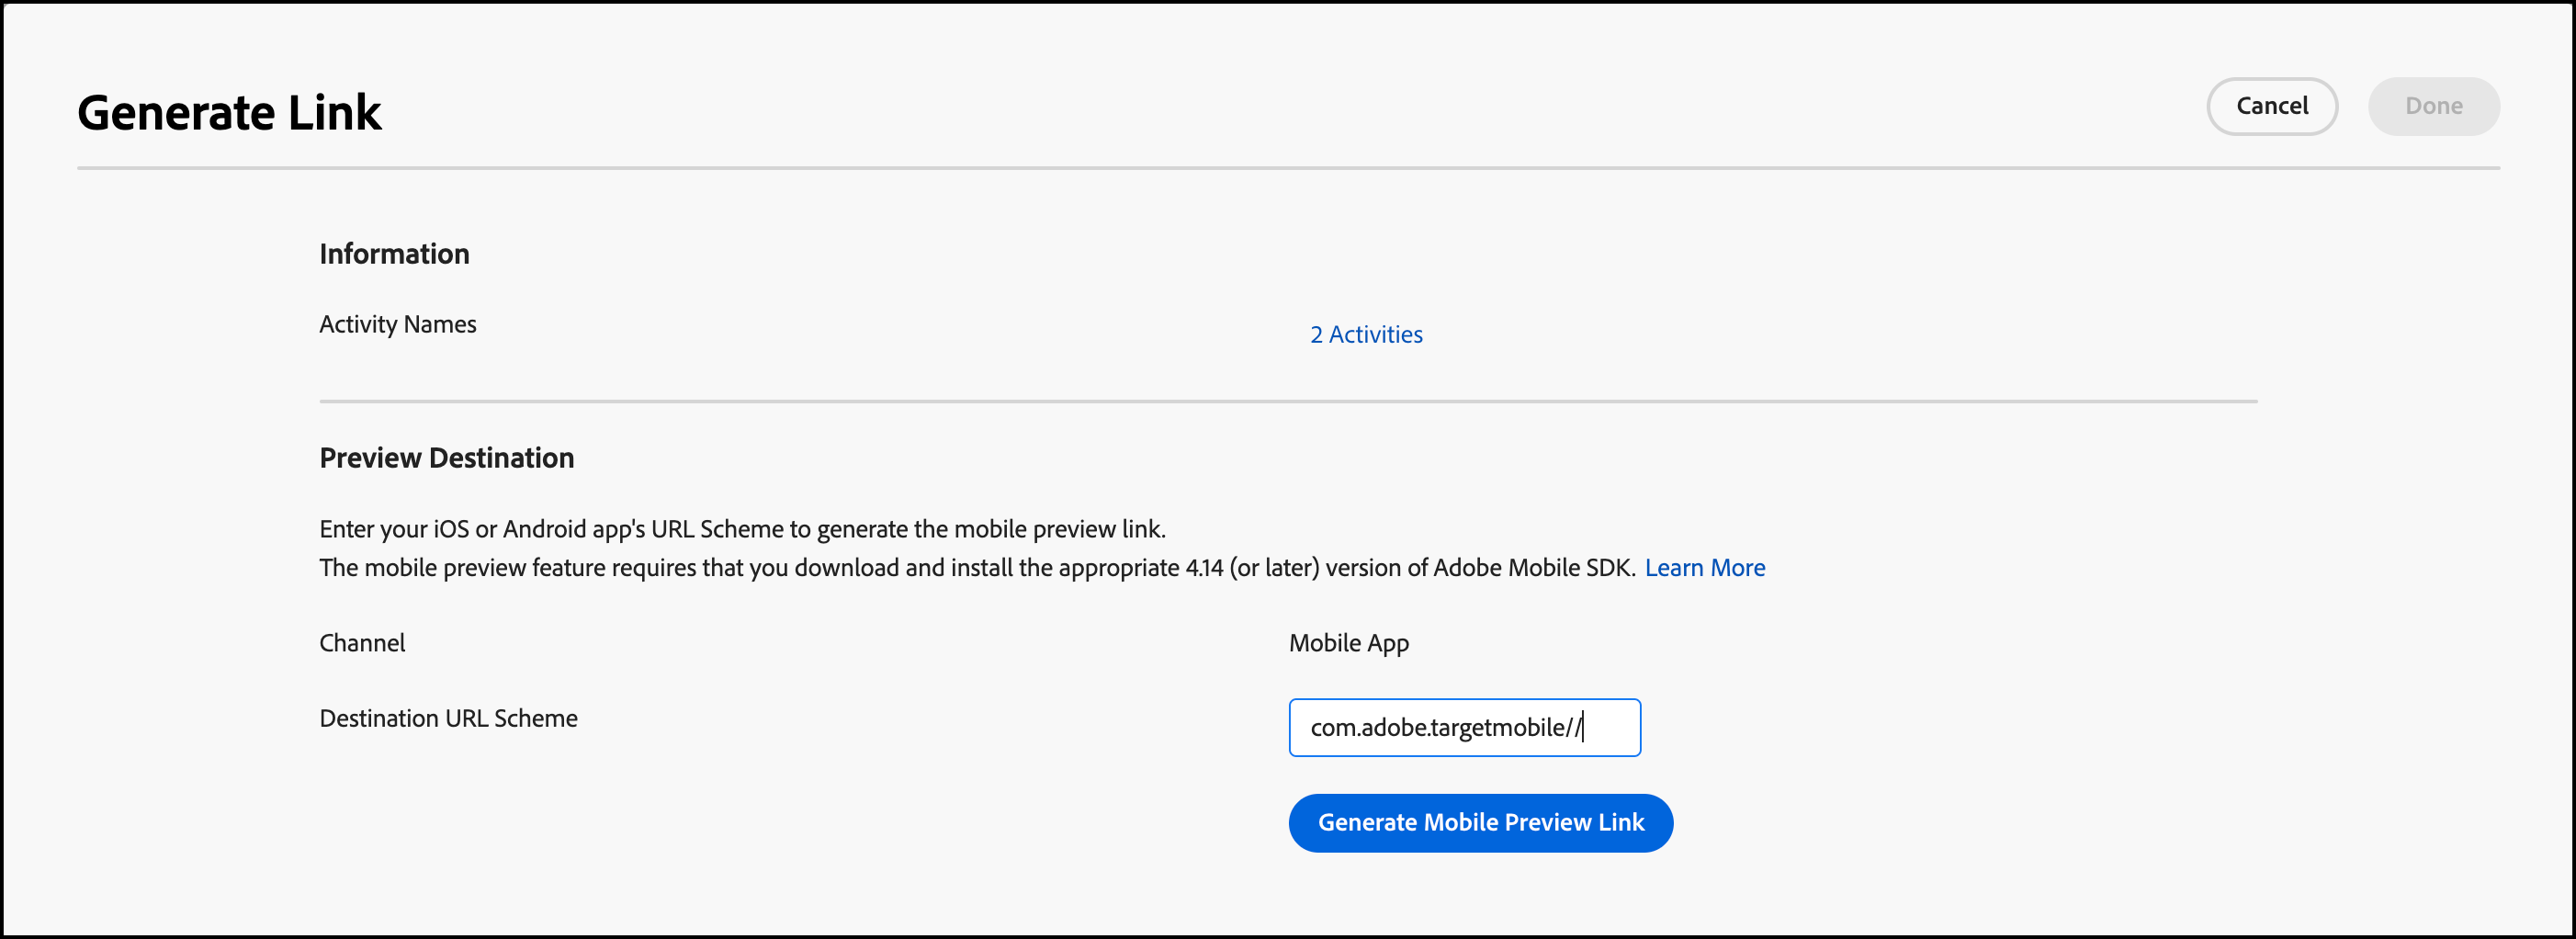 Generate Link
Cancel
Done
Information
Activity Names
2 Activities
Preview Destination
Enter your iOS or Android app's URL Scheme to generate the mobile preview link.
The mobile preview feature requires that you download and install the appropriate 4.14 (or later) version of Adobe Mobile SDK. Learn More
Channel
Mobile App
Destination URL Scheme
com.adobe.targetmobile//
Generate Mobile Preview Link